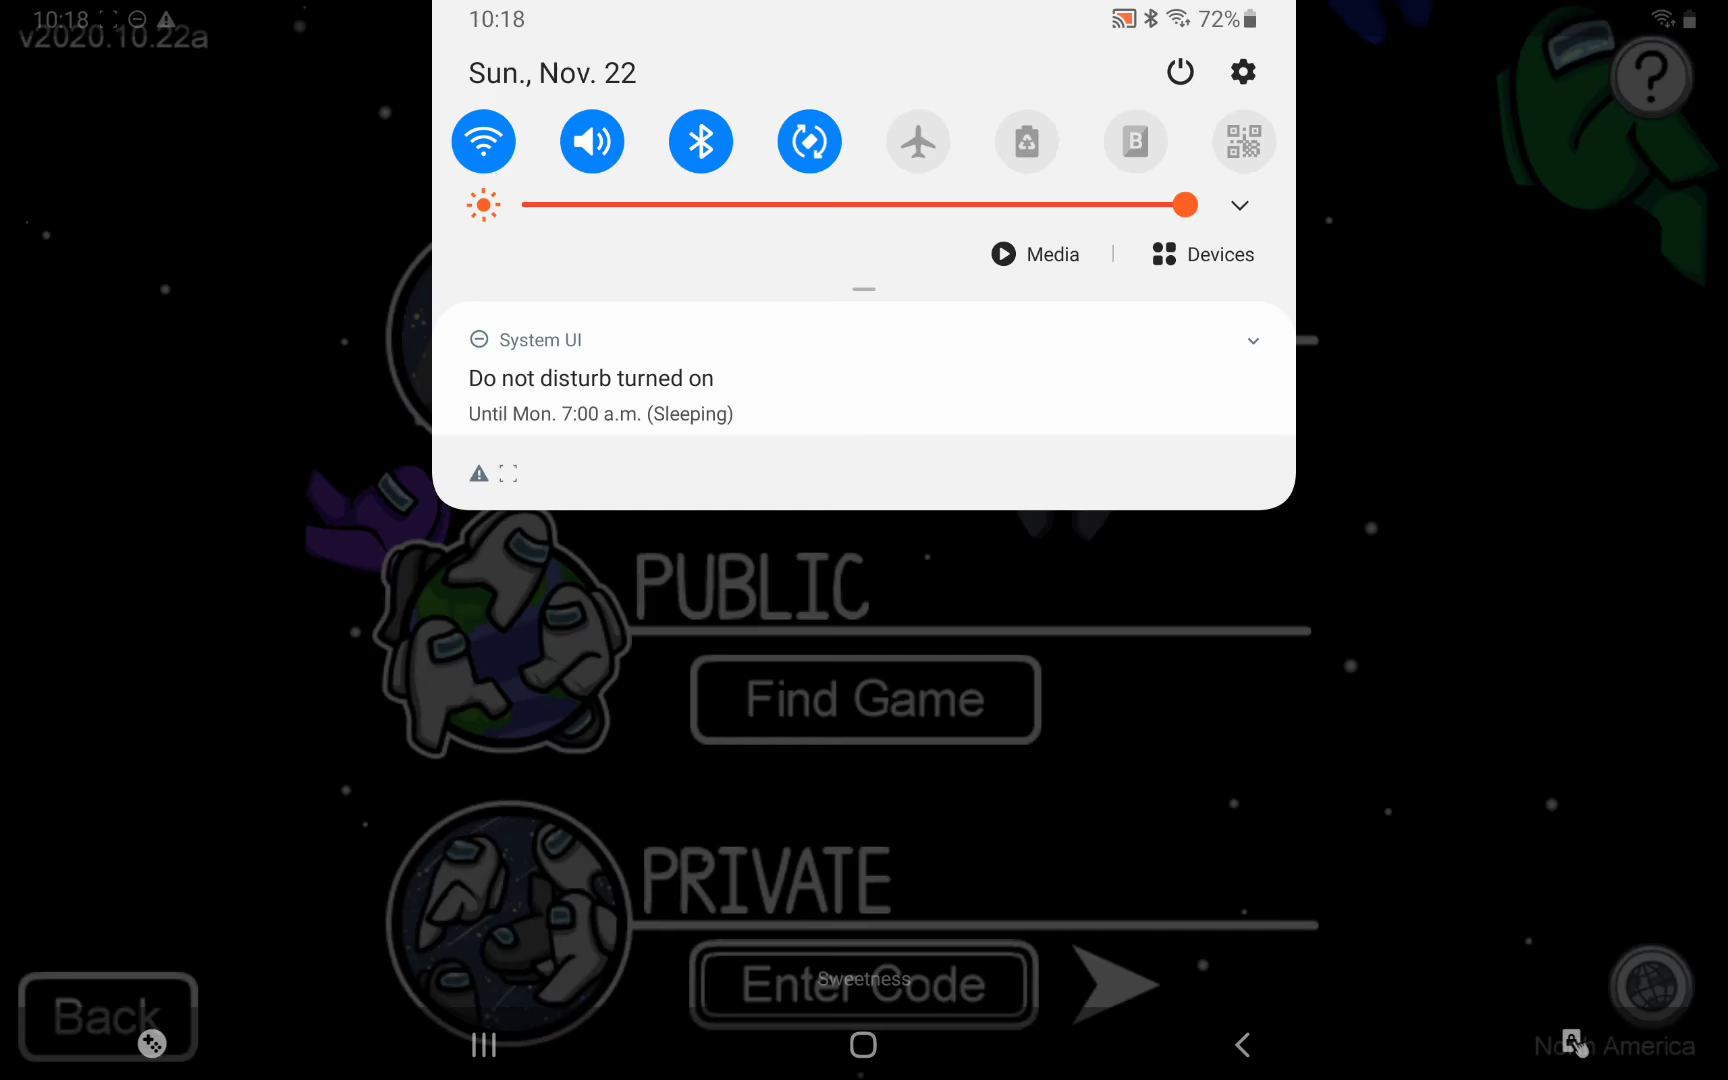 10:18
v2020.10.22a
10:18
72%
Sun., Nov. 22
B
Media
Devices
System UI
Do not disturb turned on
Until Mon. 7:00 a.m. (Sleeping)
PUBLIC
Find Game
PRIVATE
Enter Code
Sweetness
Back
North America